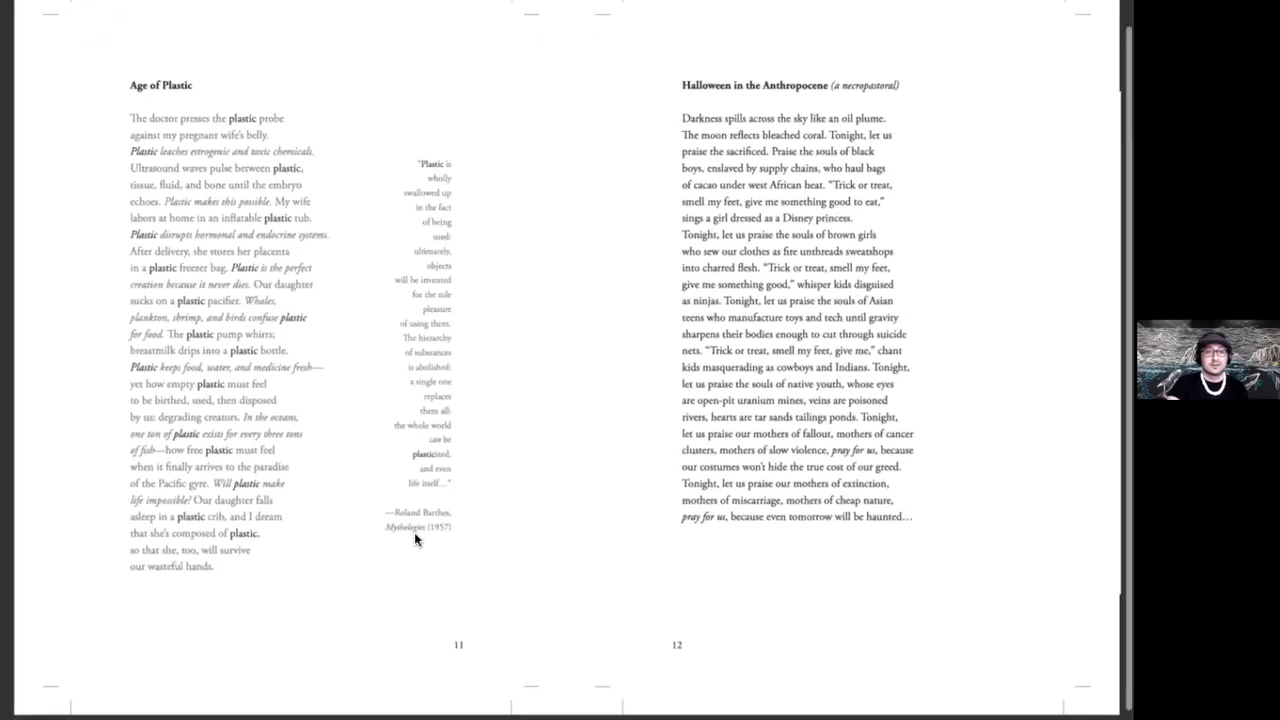 Age of Plastic
The doctor presses the plastic probe
against my pregnant wife's belly.
Plastic leaches estrogenic and toxic chemicals.
Ultrasound waves pulse between plastic,
tissue, fluid, and bone until the embryo
echoes. Plastic makes this possible. My wife
labors at home in an inflatable plastic tub.
Plastic disrupts hormonal and endocrine systems.
After delivery, she stores her placenta
in a plastic freezer bag. Plastic is the perfect
creation because it never dies. Our daughter
sucks on a plastic pacifier. Whales,
plankton, shrimp, and birds confuse plastic
for food. The plastic pump whirrs;
breastmilk drips into a plastic bottle.
Plastic keeps food, water, and medicine fresh—
yet how empty plastic must feel
to be birthed, used, then disposed
by us: degrading creators. In the oceans,
one ton of plastic exists for every three tons
of fish—how free plastic must feel
when it finally arrives to the paradise
of the Pacific gyre. Will plastic make
life impossible? Our daughter falls
asleep in a plastic crib, and I dream
that she's composed of plastic,
so that she, too, will survive
our wasteful hands.
"Plastic is
wholly
swallowed up
in the fact
of being
used:
ultimately,
objects
will be invented
for the sole
pleasure
of using them.
The hierarchy
of substances
is abolished:
a single one
replaces
them all:
the whole world
can be
plasticized,
and even
life itself…"
—Roland Barthes,
Mythologies (1957)
11
Halloween in the Anthropocene (a necropastoral)
Darkness spills across the sky like an oil plume.
The moon reflects bleached coral. Tonight, let us
praise the sacrificed. Praise the souls of black
boys, enslaved by supply chains, who haul bags
of cacao under west African heat. "Trick or treat,
smell my feet, give me something good to eat,"
sings a girl dressed as a Disney princess.
Tonight, let us praise the souls of brown girls
who sew our clothes as fire unthreads sweatshops
into charred flesh. "Trick or treat, smell my feet,
give me something good," whisper kids disguised
as ninjas. Tonight, let us praise the souls of Asian
teens who manufacture toys and tech until gravity
sharpens their bodies enough to cut through suicide
nets. "Trick or treat, smell my feet, give me," chant
kids masquerading as cowboys and Indians. Tonight,
let us praise the souls of native youth, whose eyes
are open-pit uranium mines, veins are poisoned
rivers, hearts are tar sands tailings ponds. Tonight,
let us praise our mothers of fallout, mothers of cancer
clusters, mothers of slow violence, pray for us, because
our costumes won't hide the true cost of our greed.
Tonight, let us praise our mothers of extinction,
mothers of miscarriage, mothers of cheap nature,
pray for us, because even tomorrow will be haunted…
12